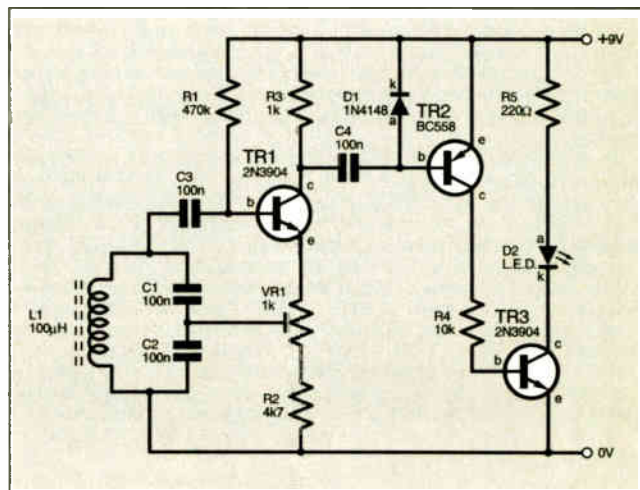 +9V
R1
470k
R3
1k
D1
1N4148
k
a
TR2
BC558
e
b
c
R5
220Ω
C4
100n
TR1
2N3904
c
b
e
C3
100n
a
D2
L.E.D.
k
L1
100µH
C1
100n
C2
100n
VR1
1k
R4
10k
TR3
2N3904
c
b
e
R2
4k7
0V